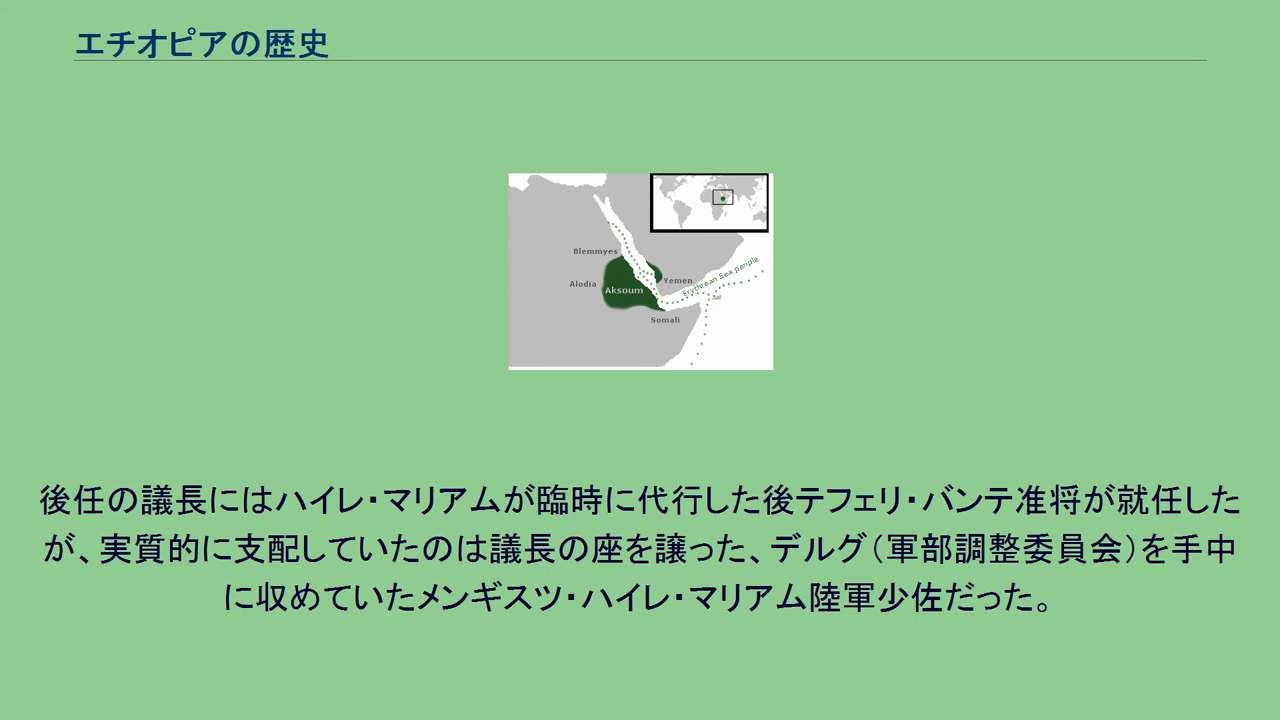 エチオピアの歴史
Blemmyes
Alodia
Aksoum
Yemen
Erythrean Sea periple
Somali
後任の議長にはハイレ・マリアムが臨時に代行した後テフェリ・バンテ准将が就任した
が、実質的に支配していたのは議長の座を譲った、デルグ（軍部調整委員会）を手中
に収めていたメンギスツ・ハイレ・マリアム陸軍少佐だった。